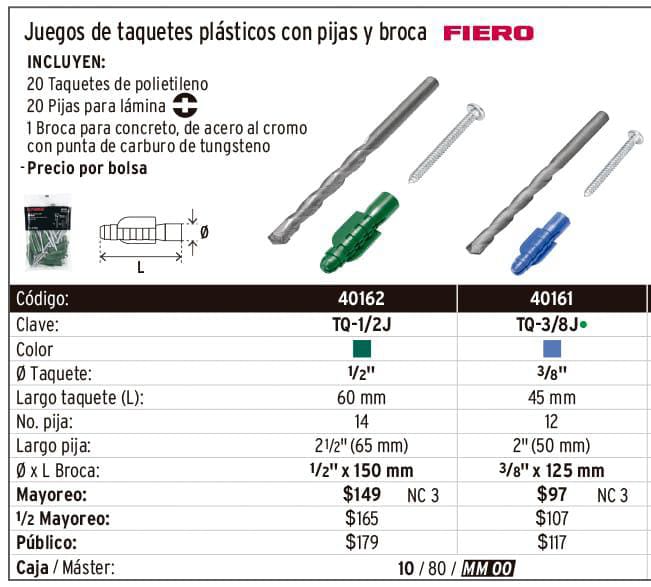 Juegos de taquetes plásticos con pijas y broca FIERO
INCLUYEN:
20 Taquetes de polietileno
20 Pijas para lámina
1 Broca para concreto, de acero al cromo
con punta de carburo de tungsteno
- Precio por bolsa
Ø
L
Código: 40162 40161
Clave: TQ-1/2J TQ-3/8J
Color
Ø Taquete: 1/2" 3/8"
Largo taquete (L): 60 mm 45 mm
No. pija: 14 12
Largo pija: 2 1/2" (65 mm) 2" (50 mm)
Ø x L Broca: 1/2" x 150 mm 3/8" x 125 mm
Mayoreo: $149 NC 3 $97 NC 3
1/2 Mayoreo: $165 $107
Público: $179 $117
Caja / Máster: 10 / 80 / MM 00